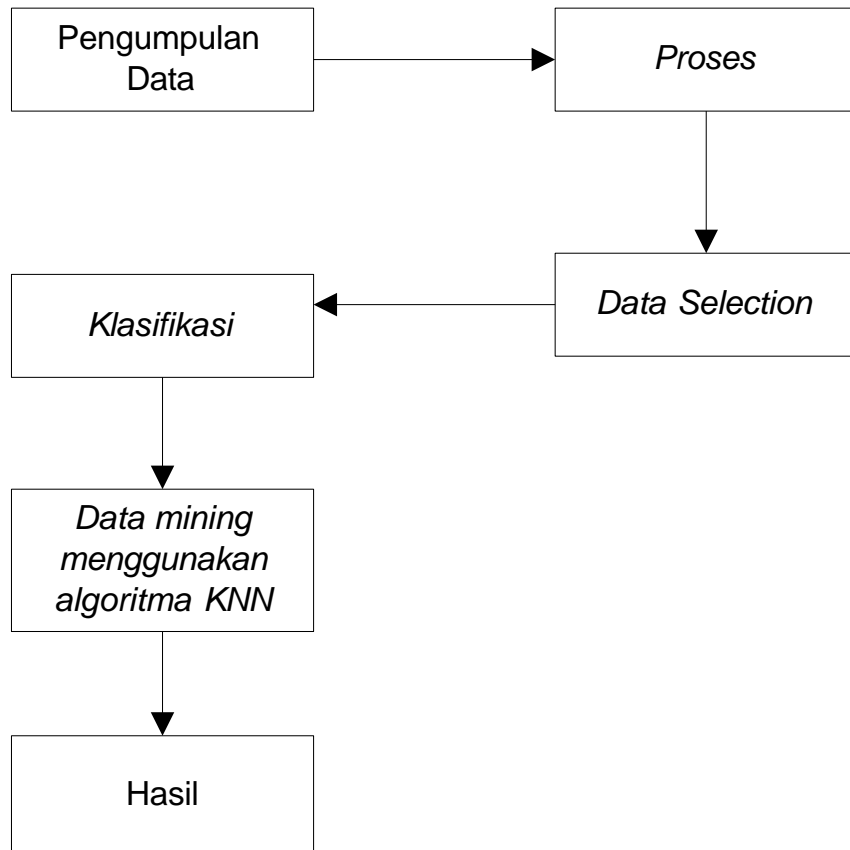 Pengumpulan
Data
Proses
Data Selection
Klasifikasi
Data mining
menggunakan
algoritma KNN
Hasil